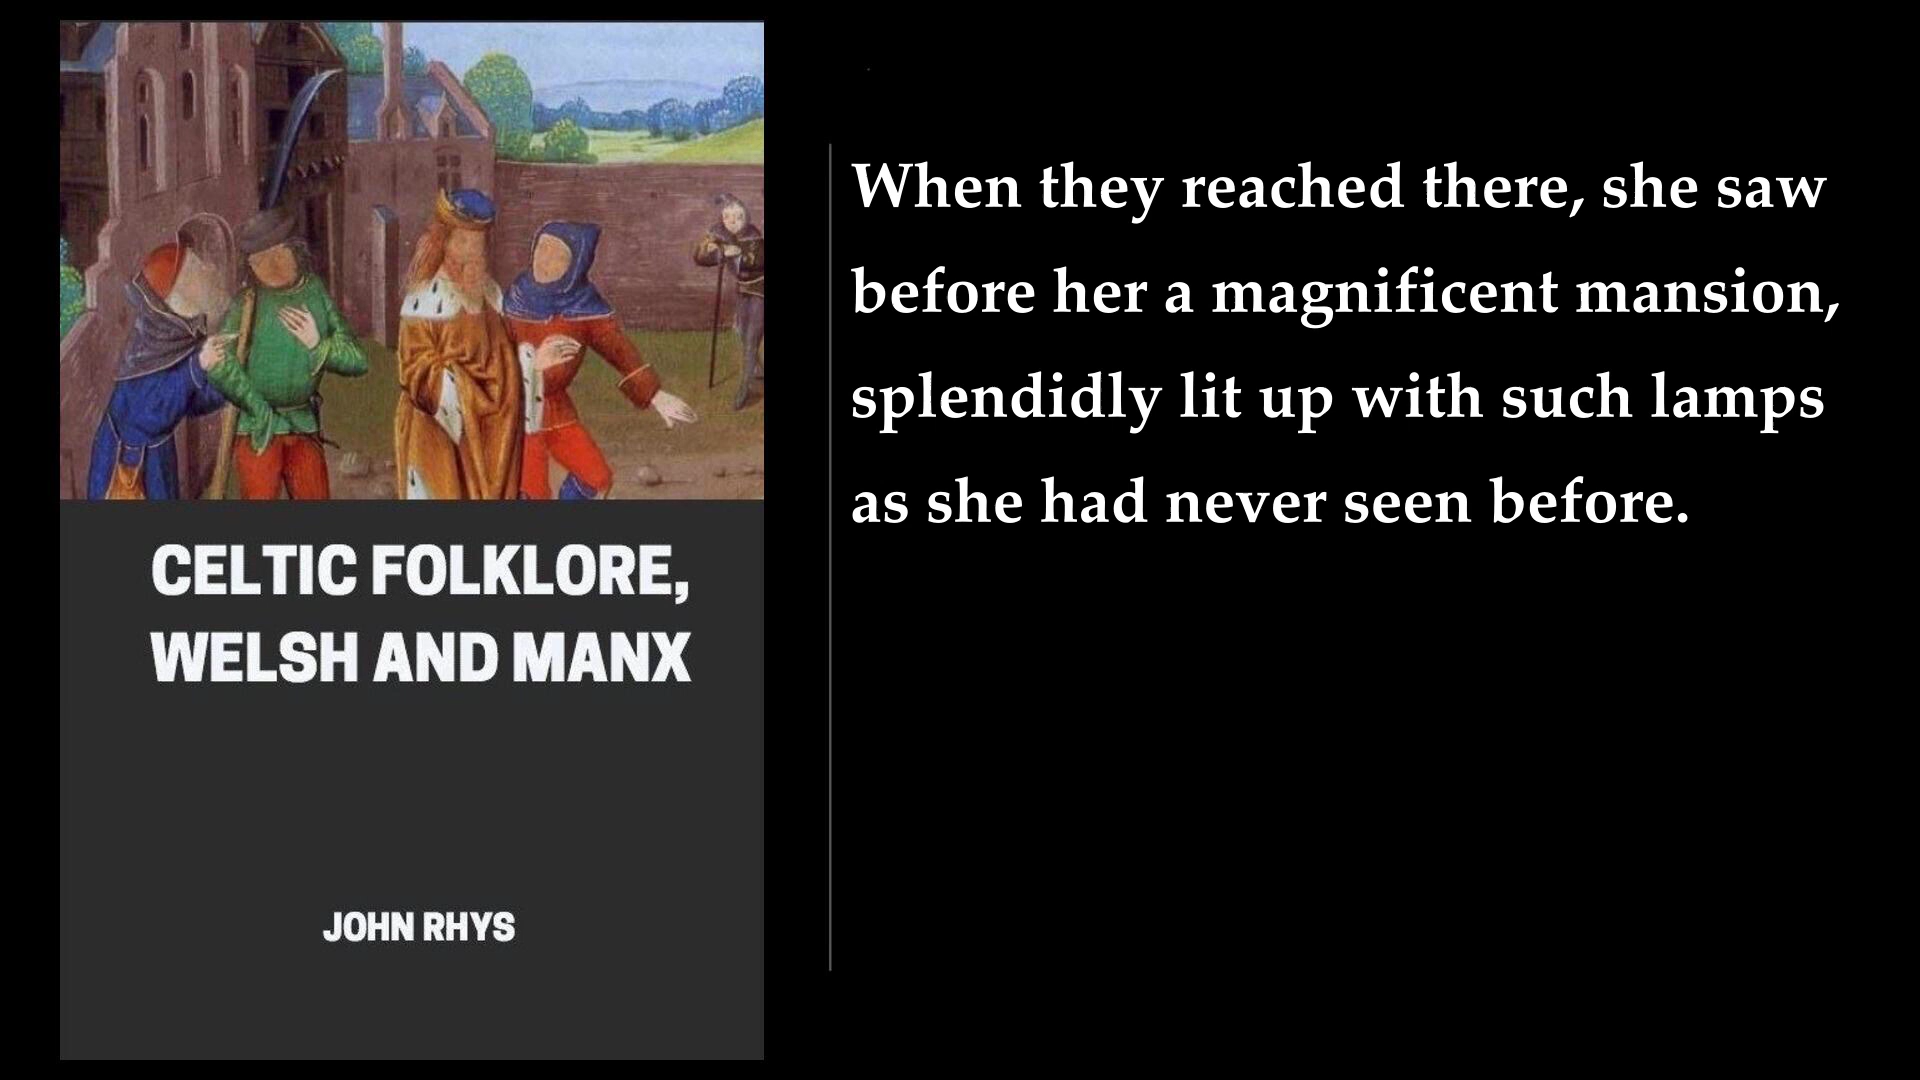 CELTIC FOLKLORE,
WELSH AND MANX
JOHN RHYS
When they reached there, she saw
before her a magnificent mansion,
splendidly lit up with such lamps
as she had never seen before.